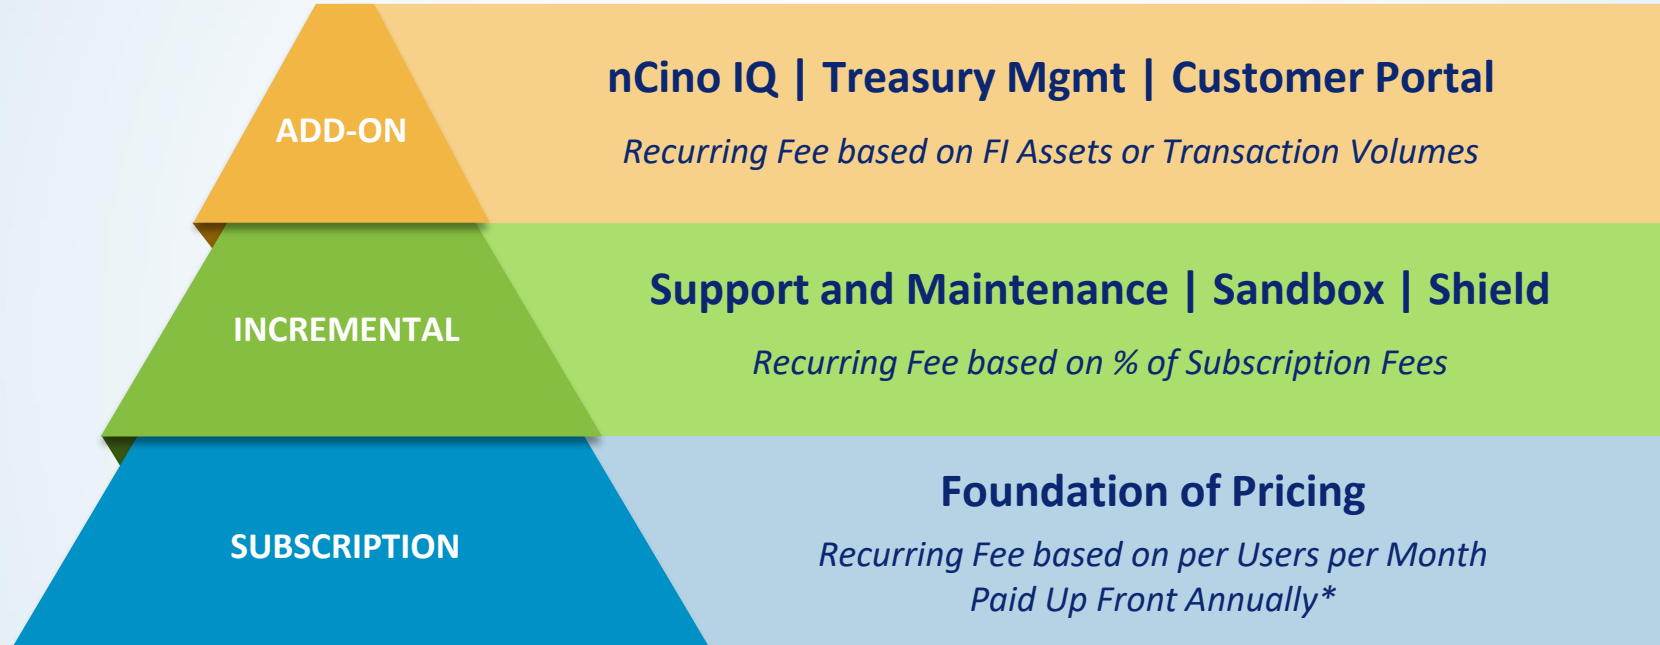 ADD-ON
nCino IQ | Treasury Mgmt | Customer Portal
Recurring Fee based on FI Assets or Transaction Volumes
INCREMENTAL
Support and Maintenance | Sandbox | Shield
Recurring Fee based on % of Subscription Fees
SUBSCRIPTION
Foundation of Pricing
Recurring Fee based on per Users per Month
Paid Up Front Annually*